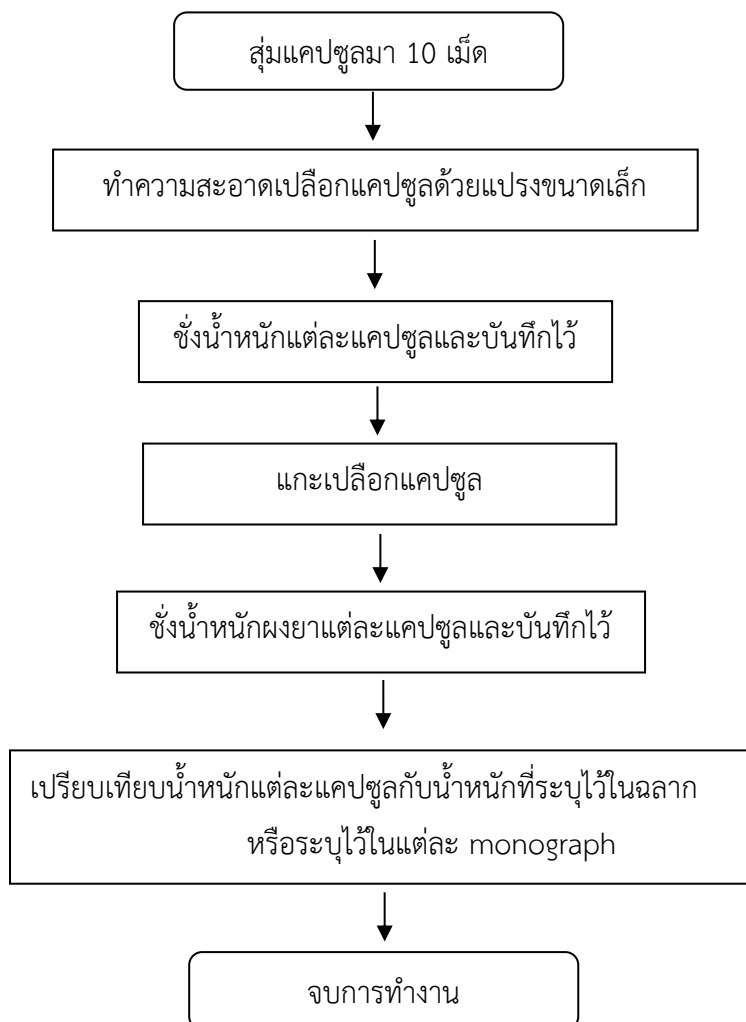 สุ่มแคปซูลมา 10 เม็ด
ทำความสะอาดเปลือกแคปซูลด้วยแปรงขนาดเล็ก
ชั่งน้ำหนักแต่ละแคปซูลและบันทึกไว้
แกะเปลือกแคปซูล
ชั่งน้ำหนักผงยาแต่ละแคปซูลและบันทึกไว้
เปรียบเทียบน้ำหนักแต่ละแคปซูลกับน้ำหนักที่ระบุไว้ในฉลาก
หรือระบุไว้ในแต่ละ monograph
จบการทำงาน